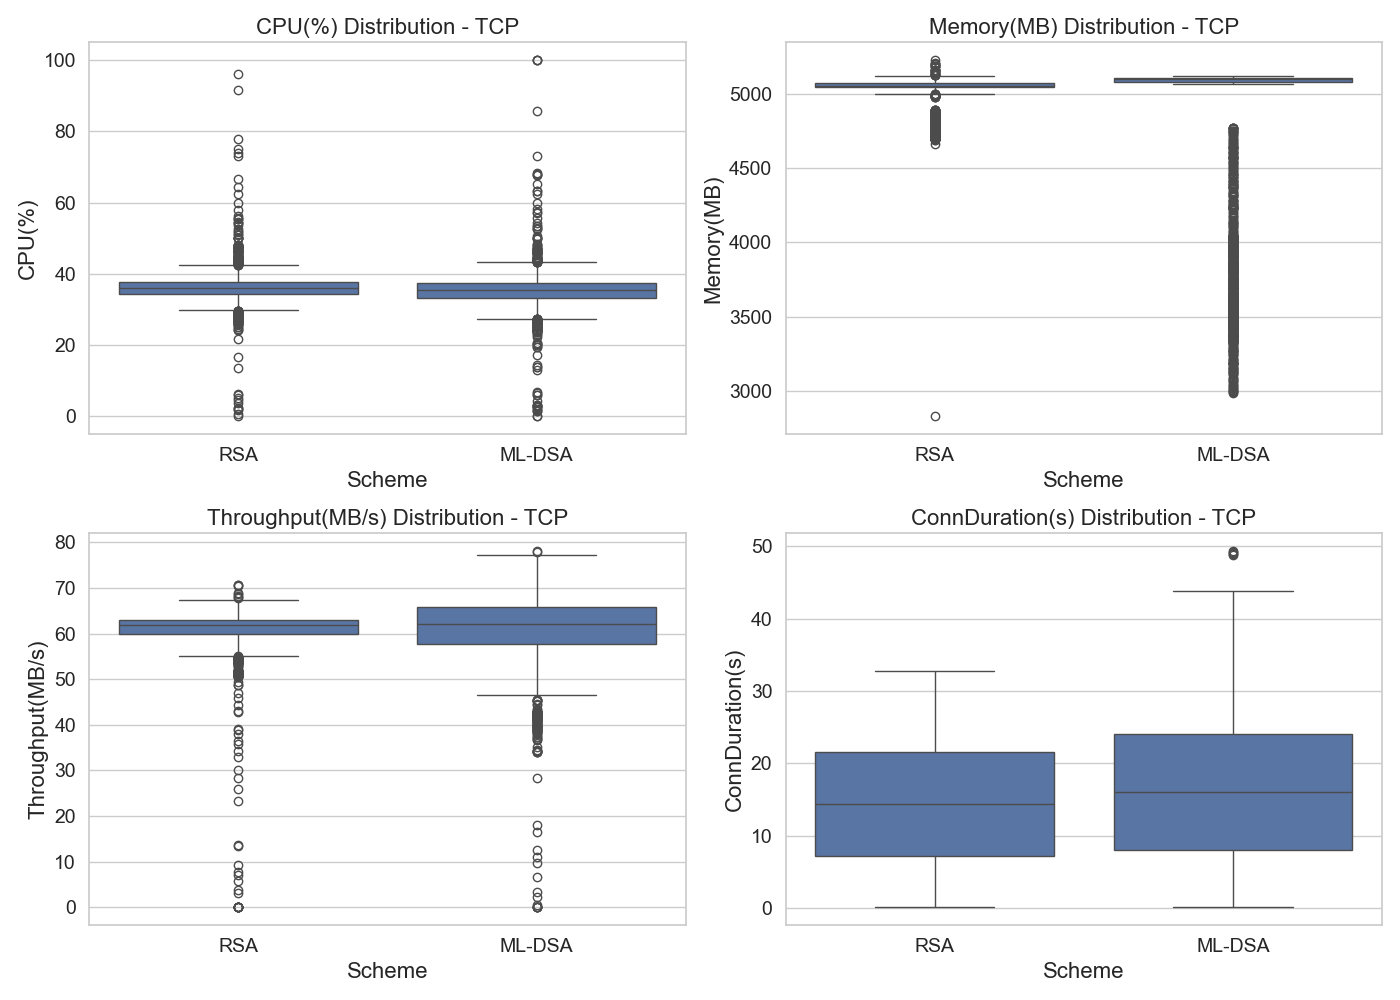 CPU(%) Distribution - TCP
100
80
60
40
20
0
CPU(%)
RSA
ML-DSA
Scheme
Memory(MB) Distribution - TCP
5000
4500
4000
3500
3000
Memory(MB)
RSA
ML-DSA
Scheme
Throughput(MB/s) Distribution - TCP
80
70
60
50
40
30
20
10
0
Throughput(MB/s)
RSA
ML-DSA
Scheme
ConnDuration(s) Distribution - TCP
50
40
30
20
10
0
ConnDuration(s)
RSA
ML-DSA
Scheme